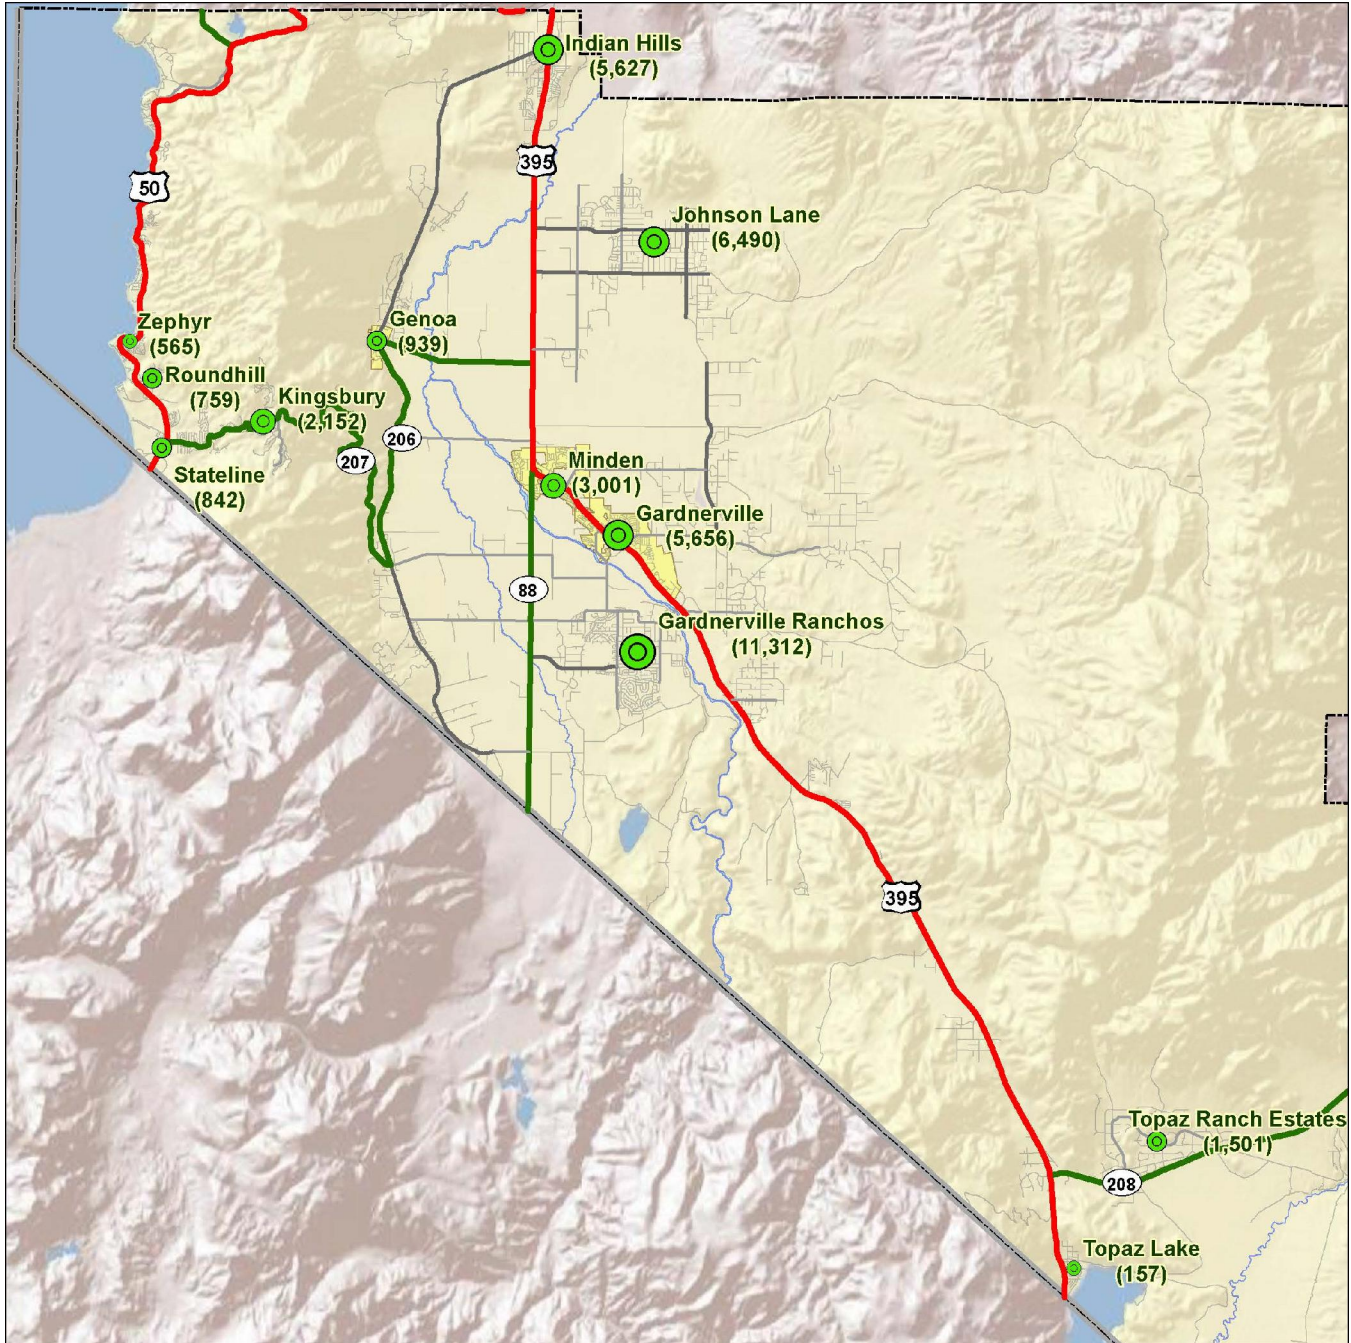 Indian Hills
(5,627)
395
50
Johnson Lane
(6,490)
Zephyr
(565)
Genoa
(939)
Roundhill
(759)
Kingsbury
(2,152)
206
207
Stateline
(842)
Minden
(3,001)
Gardnerville
(5,656)
88
Gardnerville Ranchos
(11,312)
395
Topaz Ranch Estates
(1,501)
208
Topaz Lake
(157)